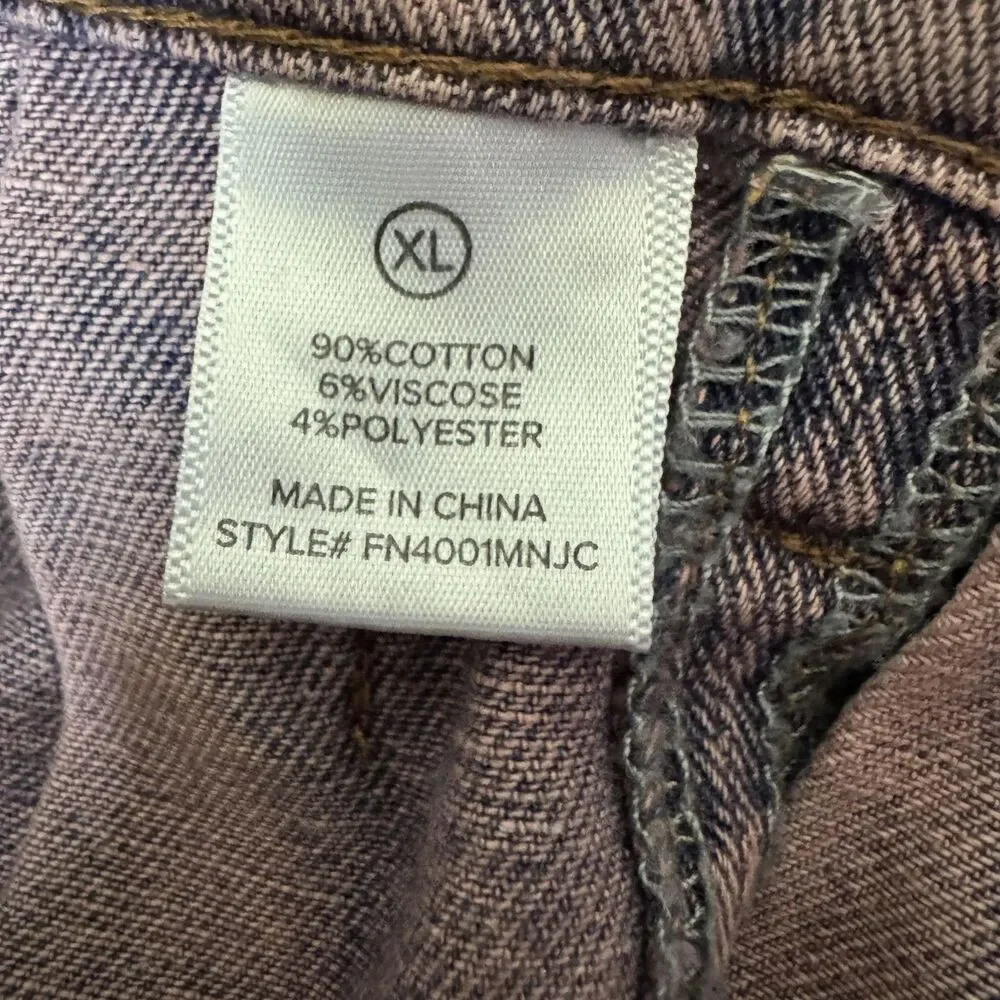 XL
90%COTTON
6%VISCOSE
4%POLYESTER
MADE IN CHINA
STYLE# FN4001MNJC